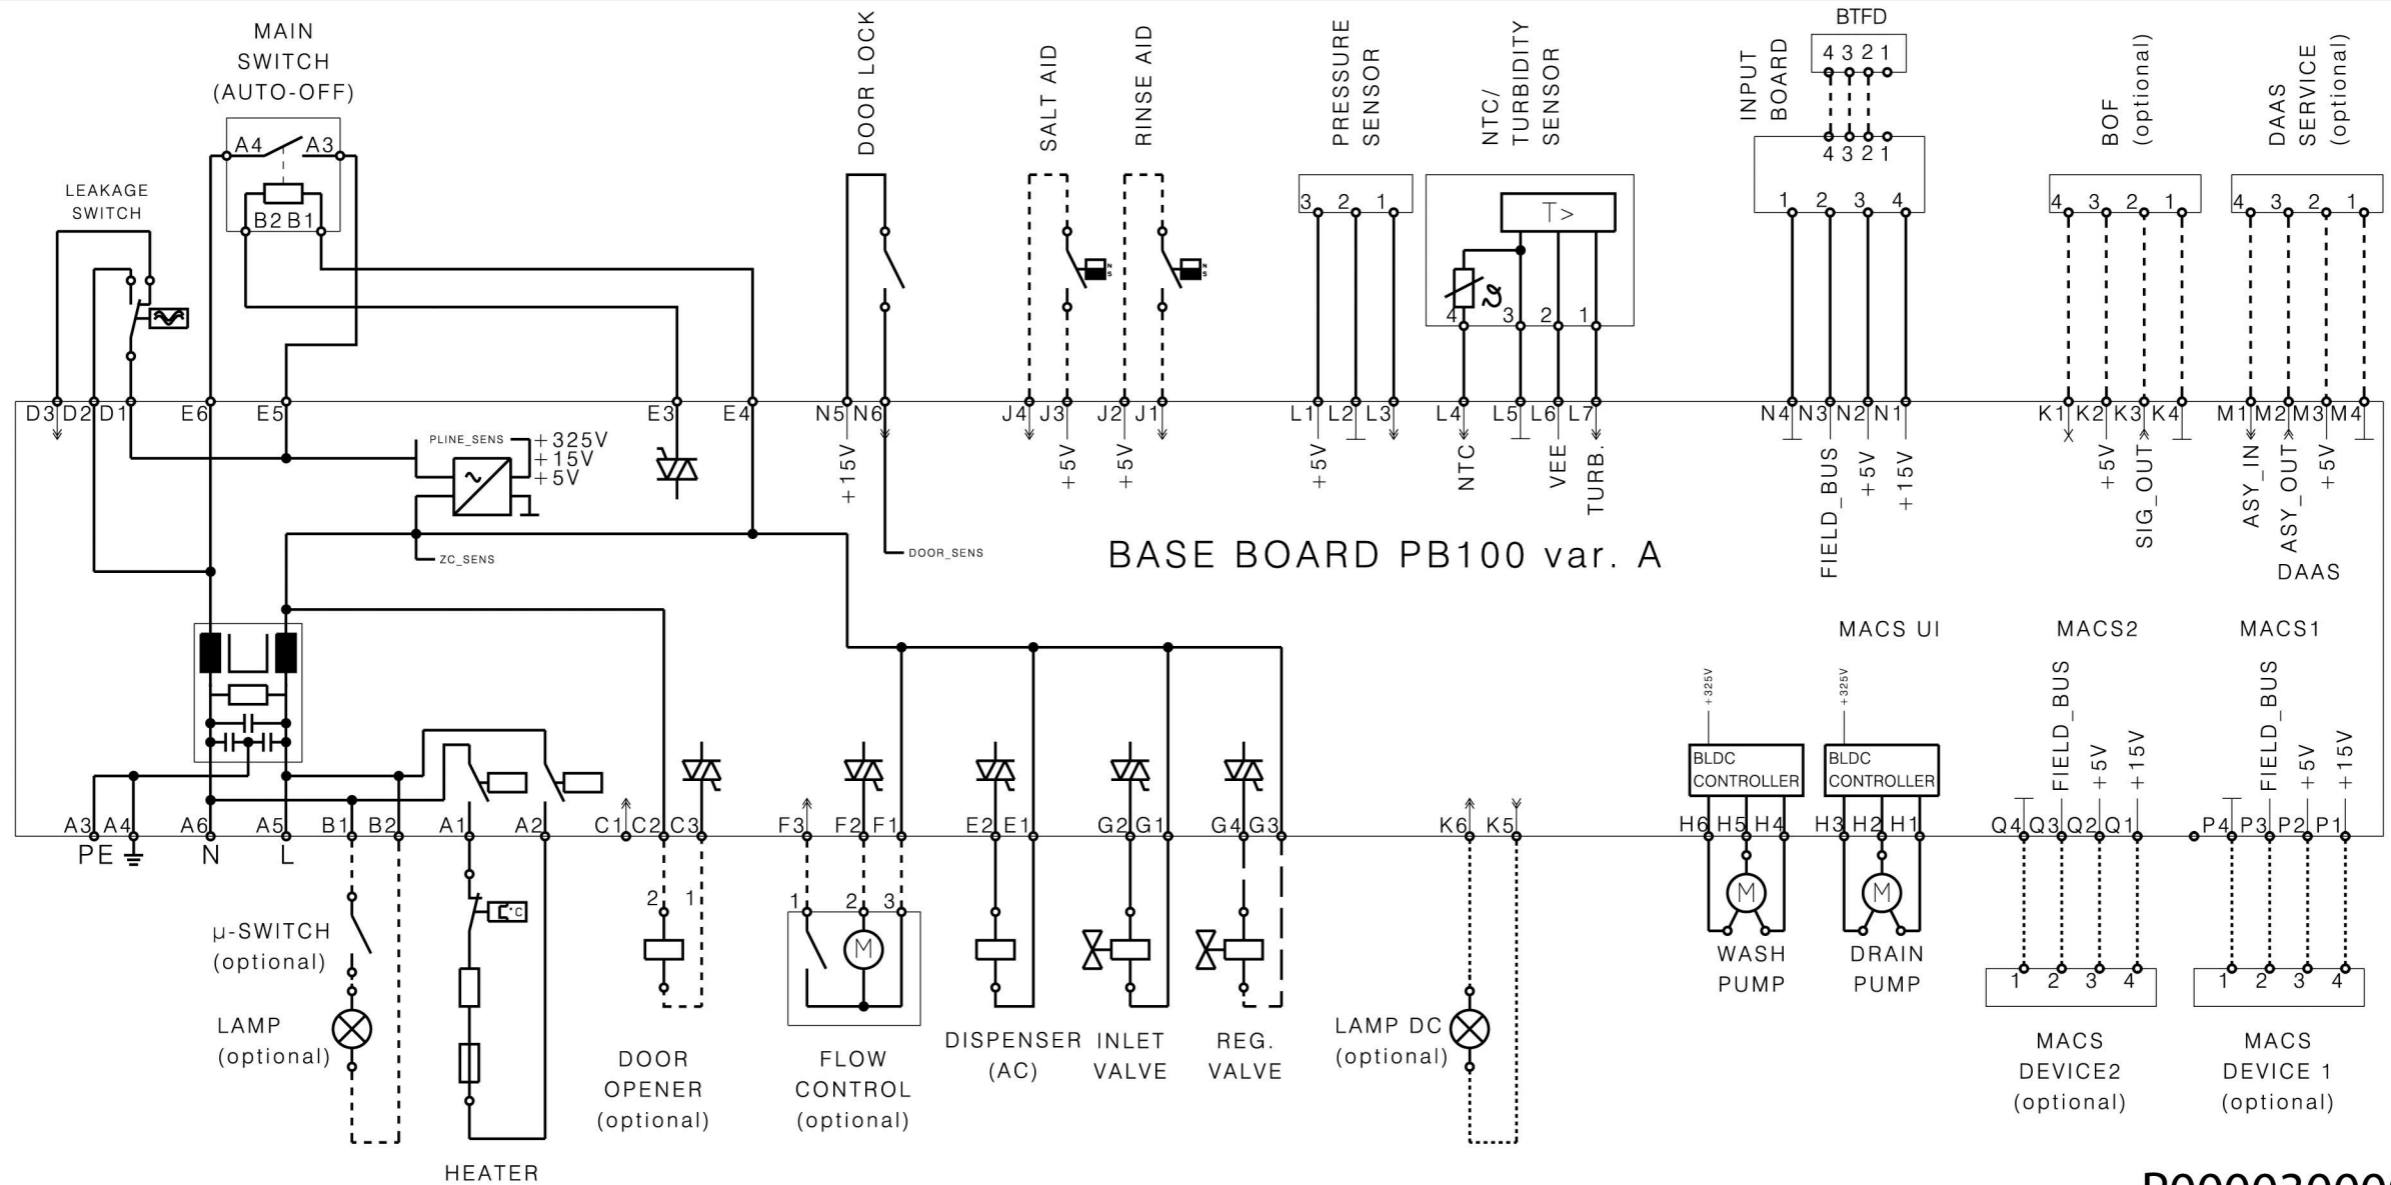 MAIN
SWITCH
(AUTO-OFF)
A4 A3
B2 B1
LEAKAGE
SWITCH
DOOR LOCK
SALT AID
RINSE AID
PRESSURE
SENSOR
3 2 1
NTC/
TURBIDITY
SENSOR
T>
4 3 2 1
BTFD
4 3 2 1
INPUT
BOARD
4 3 2 1
1 2 3 4
BOF
(optional)
4 3 2 1
DAAS
SERVICE
(optional)
4 3 2 1
D3 D2 D1 E6 E5 E3 E4 N5 N6 J4 J3 J2 J1 L1 L2 L3 L4 L5 L6 L7 N4 N3 N2 N1 K1 K2 K3 K4 M1 M2 M3 M4
PLINE_SENS
+325V
+15V
+5V
~
ZC_SENS
+15V
DOOR_SENS
+5V
+5V
+5V
NTC
VEE
TURB.
FIELD_BUS
+5V
+15V
+5V
SIG_OUT
ASY_IN
ASY_OUT
+5V
DAAS
BASE BOARD PB100 var. A
MACS UI
MACS2
MACS1
+325V
+325V
BLDC
CONTROLLER
BLDC
CONTROLLER
FIELD_BUS
+5V
+15V
FIELD_BUS
+5V
+15V
A3 A4 A6 A5 B1 B2 A1 A2 C1 C2 C3 F3 F2 F1 E2 E1 G2 G1 G4 G3 K6 K5 H6 H5 H4 H3 H2 H1 Q4 Q3 Q2 Q1 P4 P3 P2 P1
PE N L
µ-SWITCH
(optional)
LAMP
(optional)
°C
HEATER
2 1
DOOR
OPENER
(optional)
1 2 3
M
FLOW
CONTROL
(optional)
DISPENSER
(AC)
INLET
VALVE
REG.
VALVE
LAMP DC
(optional)
M
WASH
PUMP
M
DRAIN
PUMP
1 2 3 4
MACS
DEVICE2
(optional)
1 2 3 4
MACS
DEVICE 1
(optional)